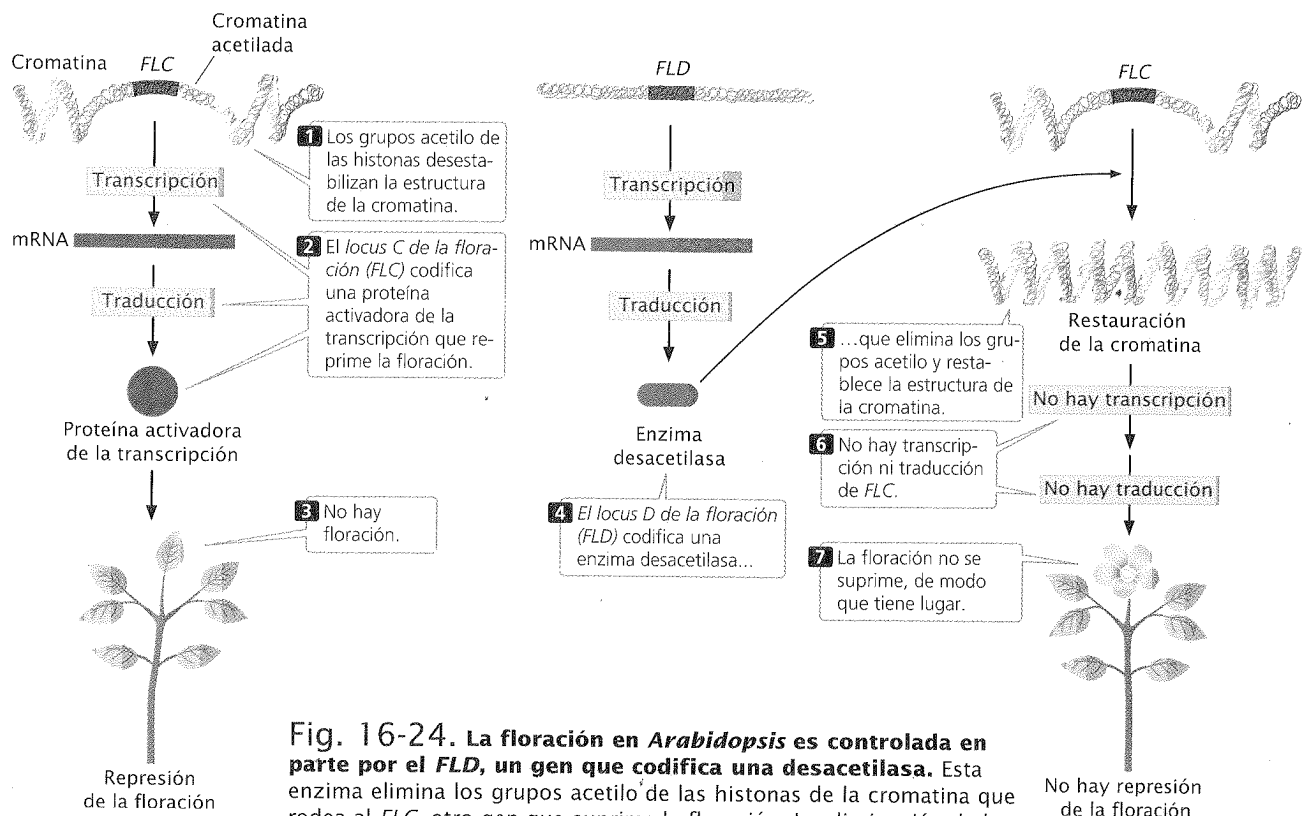 Cromatina
acetilada
Cromatina
FLC
1 Los grupos acetilo de
las histonas desesta-
bilizan la estructura
de la cromatina.
Transcripción
mRNA
2 El locus C de la flora-
ción (FLC) codifica
una proteína
activadora de la
transcripción que re-
prime la floración.
Traducción
Proteína activadora
de la transcripción
3 No hay
floración.
Represión
de la floración
FLD
Transcripción
mRNA
Traducción
Enzima
desacetilasa
4 El locus D de la floración
(FLD) codifica una
enzima desacetilasa...
FLC
Restauración
de la cromatina
5 ...que elimina los gru-
pos acetilo y resta-
blece la estructura de
la cromatina.
No hay transcripción
6 No hay transcrip-
ción ni traducción
de FLC.
No hay traducción
7 La floración no se
suprime, de modo
que tiene lugar.
No hay represión
de la floración
Fig. 16-24. La floración en Arabidopsis es controlada en
parte por el FLD, un gen que codifica una desacetilasa. Esta
enzima elimina los grupos acetilo de las histonas de la cromatina que